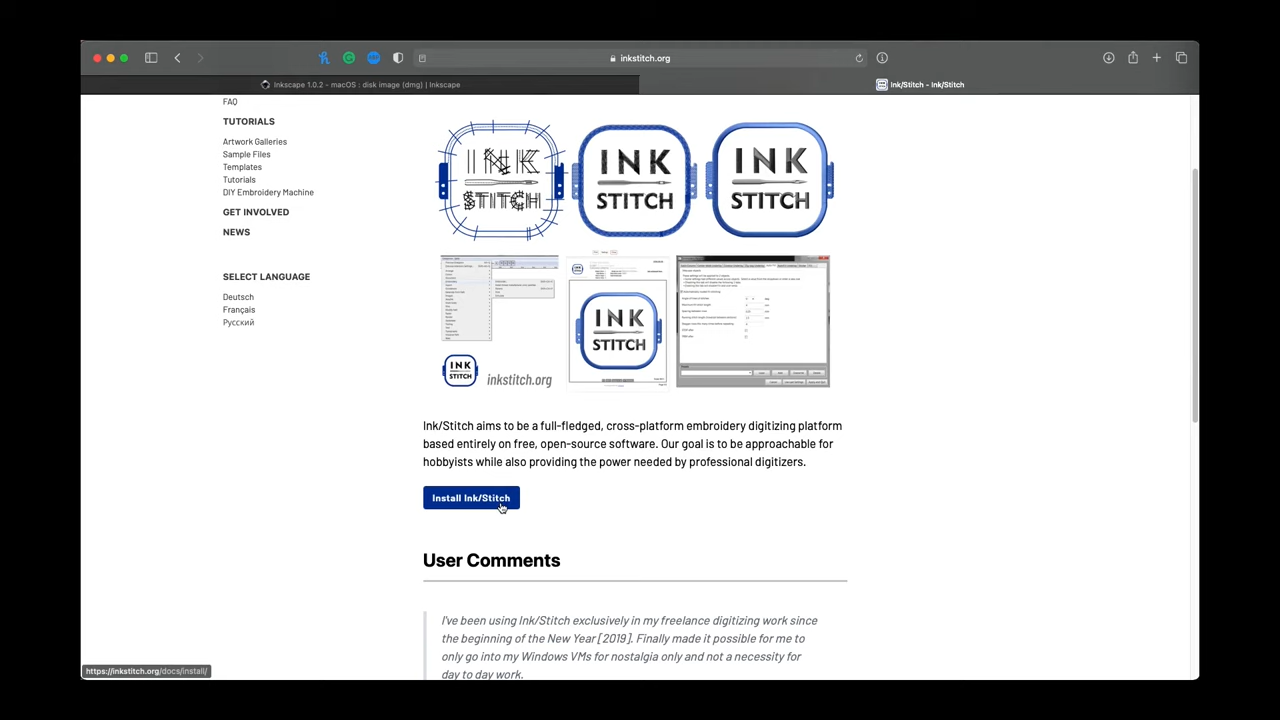 inkstitch.org
Inkscape 1.0.2 - macOS : disk image (dmg) | Inkscape
Ink/Stitch - Ink/Stitch
FAQ
TUTORIALS
Artwork Galleries
Sample Files
Templates
Tutorials
DIY Embroidery Machine
GET INVOLVED
NEWS
SELECT LANGUAGE
Deutsch
Français
Русский
INK
STITCH
INK
STITCH
INK
STITCH
INK
STITCH
inkstitch.org
INK
STITCH
Ink/Stitch aims to be a full-fledged, cross-platform embroidery digitizing platform
based entirely on free, open-source software. Our goal is to be approachable for
hobbyists while also providing the power needed by professional digitizers.
Install Ink/Stitch
User Comments
I've been using Ink/Stitch exclusively in my freelance digitizing work since
the beginning of the New Year [2019]. Finally made it possible for me to
only go into my Windows VMs for nostalgia only and not a necessity for
day to day work.
https://inkstitch.org/docs/install/